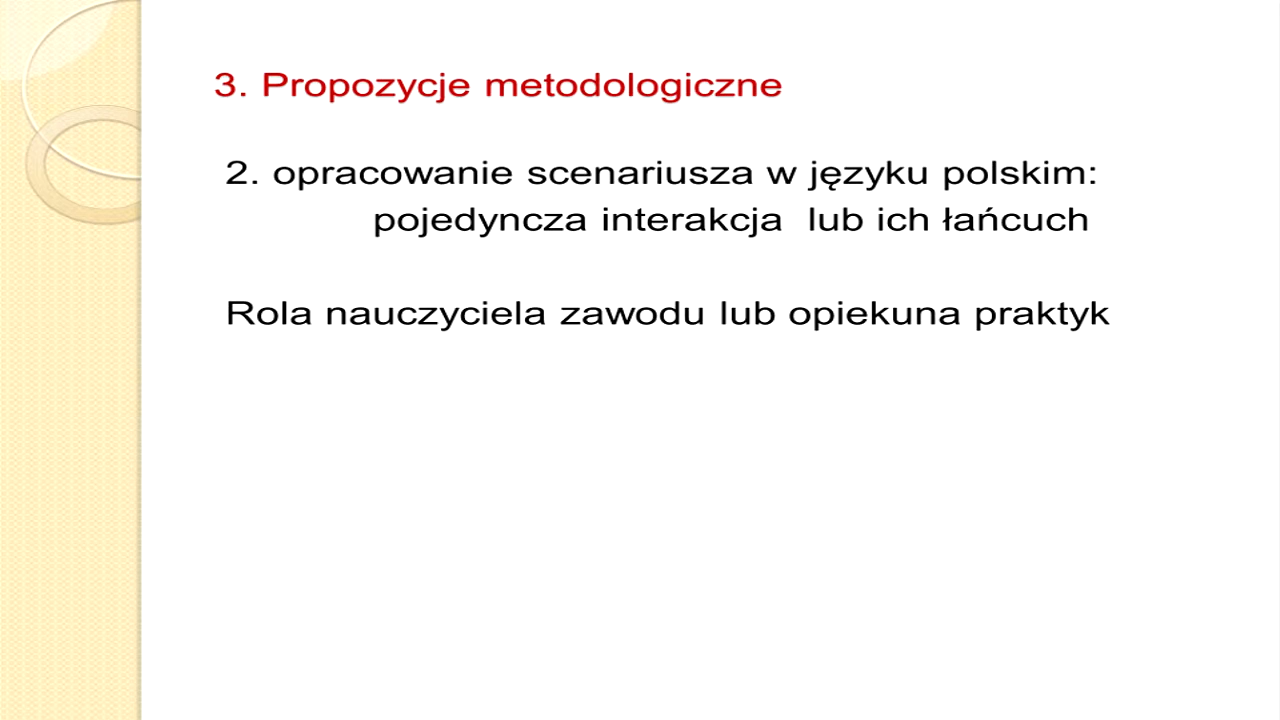 3. Propozycje metodologiczne
2. opracowanie scenariusza w języku polskim:
pojedyncza interakcja  lub ich łańcuch
Rola nauczyciela zawodu lub opiekuna praktyk